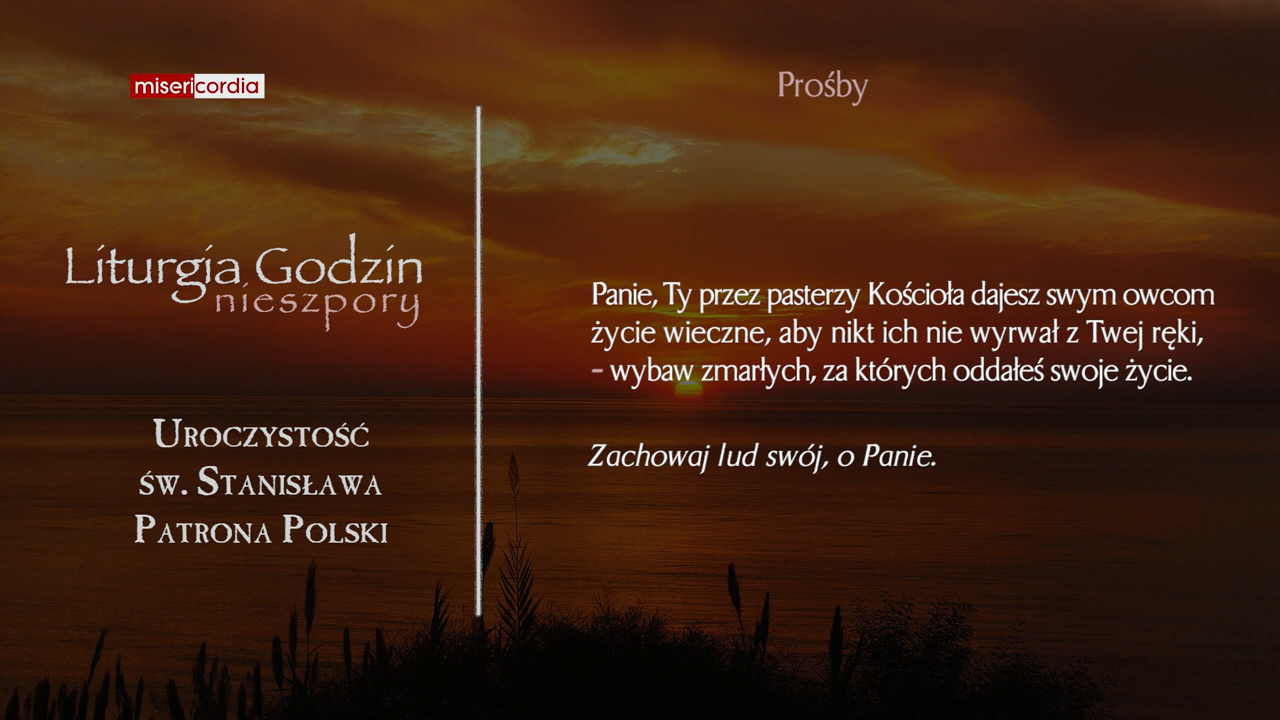 misericordia
Liturgia Godzin
nieszpory
Uroczystość
św. Stanisława
Patrona Polski
Prośby
Panie, Ty przez pasterzy Kościoła dajesz swym owcom
życie wieczne, aby nikt ich nie wyrwał z Twej ręki,
- wybaw zmarłych, za których oddałeś swoje życie.
Zachowaj lud swój, o Panie.